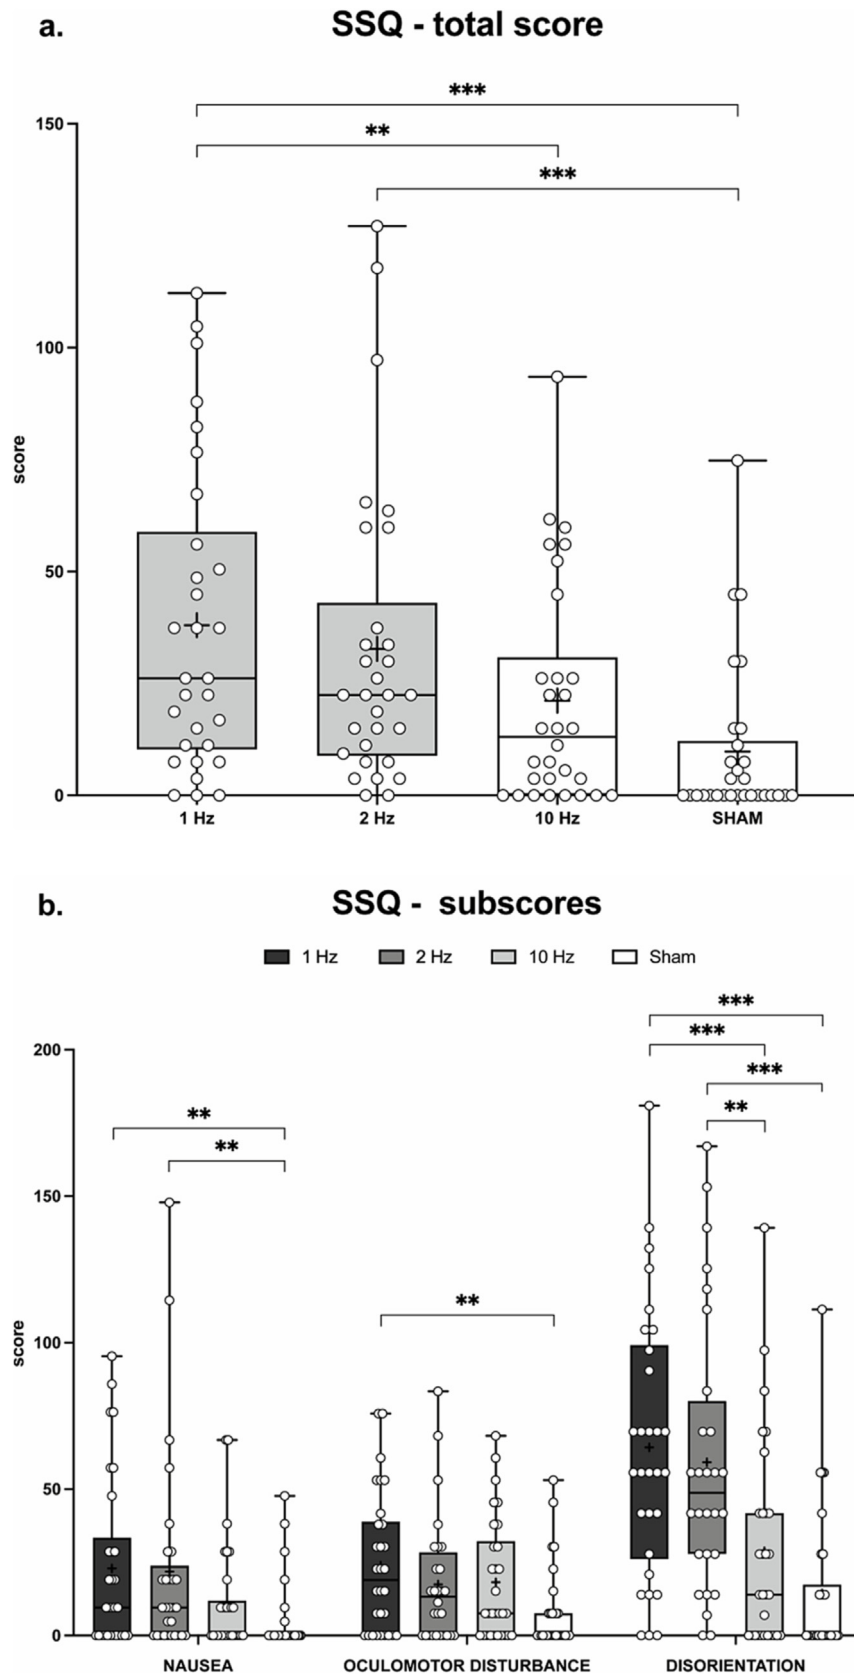 a.
SSQ - total score
***
**
***
150
100
50
0
score
1 Hz
2 Hz
10 Hz
SHAM
b.
SSQ - subscores
1 Hz
2 Hz
10 Hz
Sham
***
***
***
**
**
**
**
200
150
100
50
0
score
NAUSEA
OCULOMOTOR DISTURBANCE
DISORIENTATION